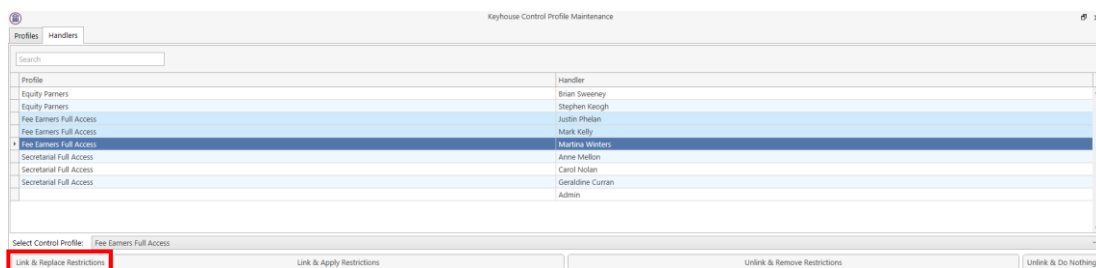 Keyhouse Control Profile Maintenance
Profiles Handlers
Search
Profile Handler
Equity Parners Brian Sweeney
Equity Parners Stephen Keogh
Fee Earners Full Access Justin Phelan
Fee Earners Full Access Mark Kelly
Fee Earners Full Access Martina Winters
Secretarial Full Access Anne Mellon
Secretarial Full Access Carol Nolan
Secretarial Full Access Geraldine Curran
Admin
Select Control Profile: Fee Earners Full Access
Link & Replace Restrictions Link & Apply Restrictions Unlink & Remove Restrictions Unlink & Do Nothing